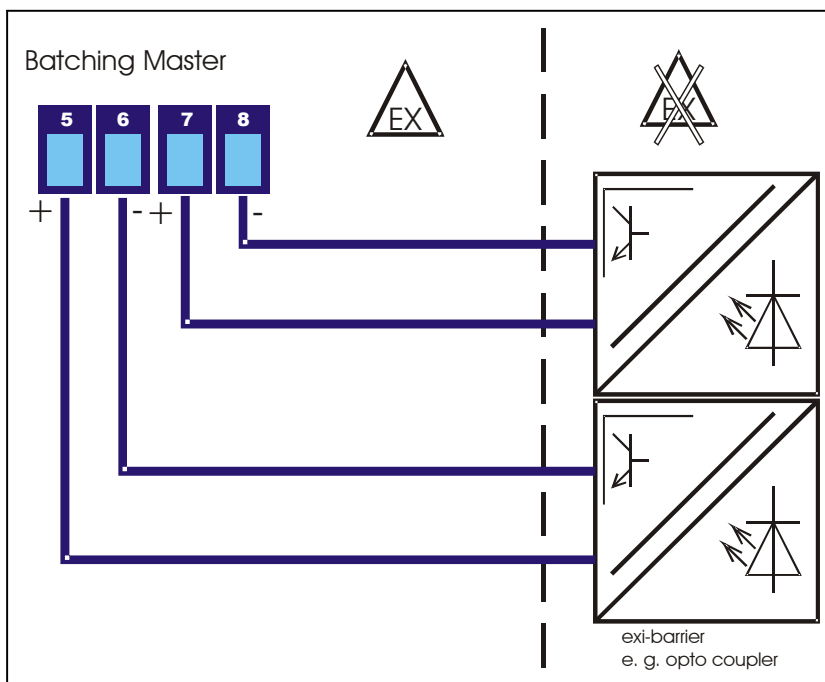 Batching Master
EX
EX
5 6 7 8
+ - + -
exi-barrier
e. g. opto coupler